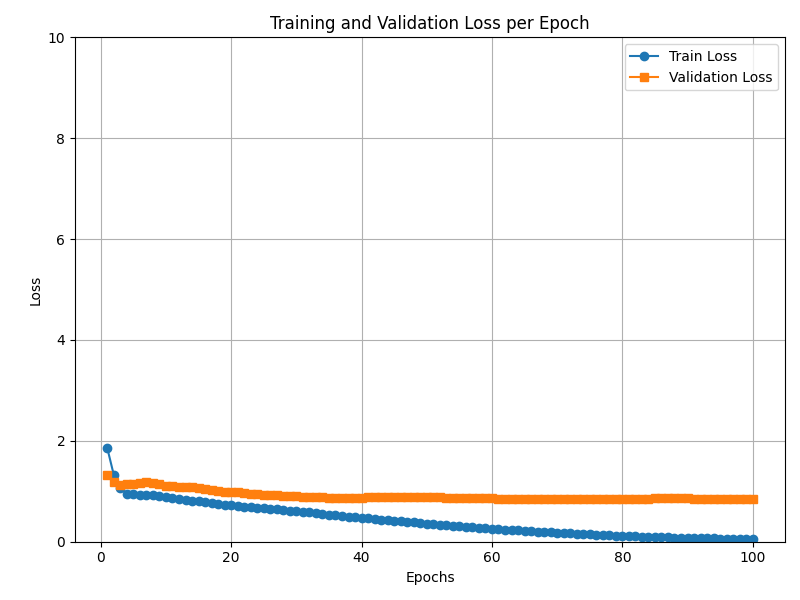 Training and Validation Loss per Epoch
Train Loss
Validation Loss
10
8
6
4
2
0
Loss
0 20 40 60 80 100
Epochs